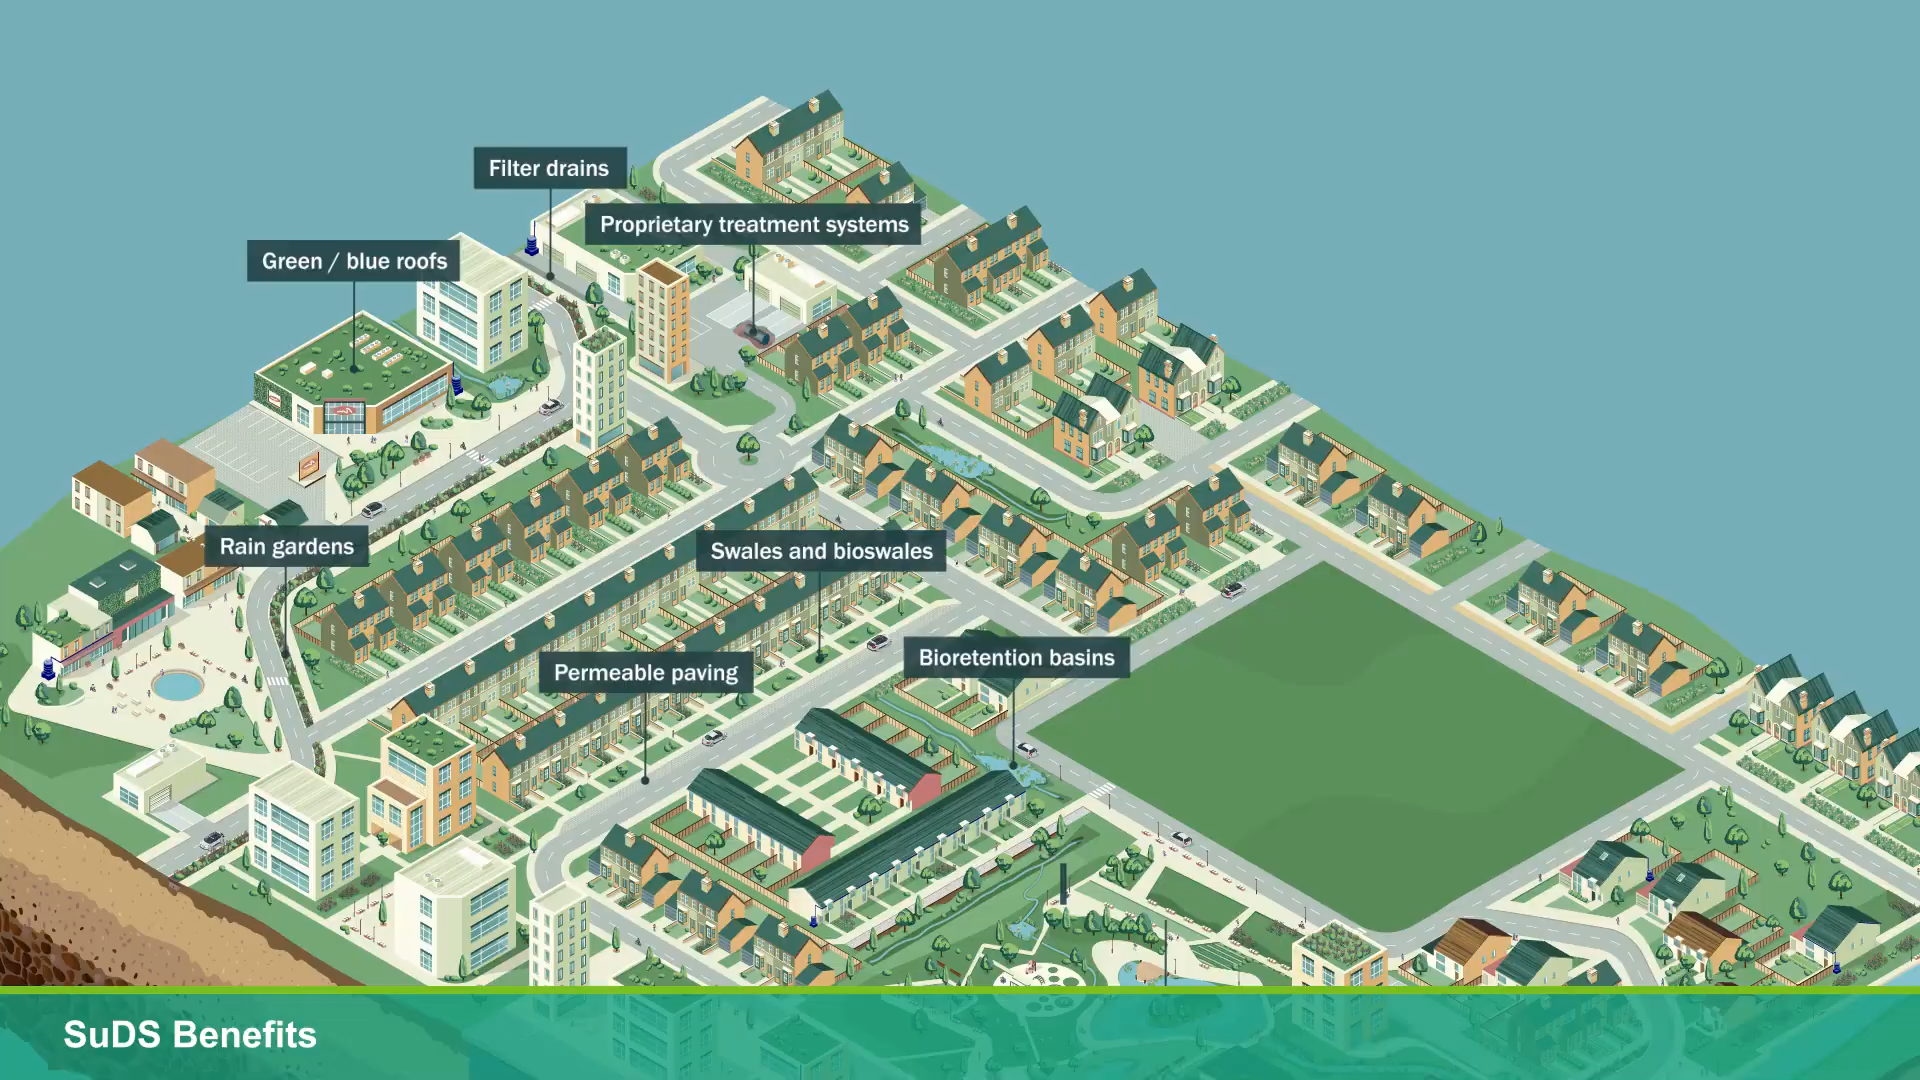 Filter drains
Proprietary treatment systems
Green / blue roofs
Rain gardens
Swales and bioswales
Bioretention basins
Permeable paving
SuDS Benefits